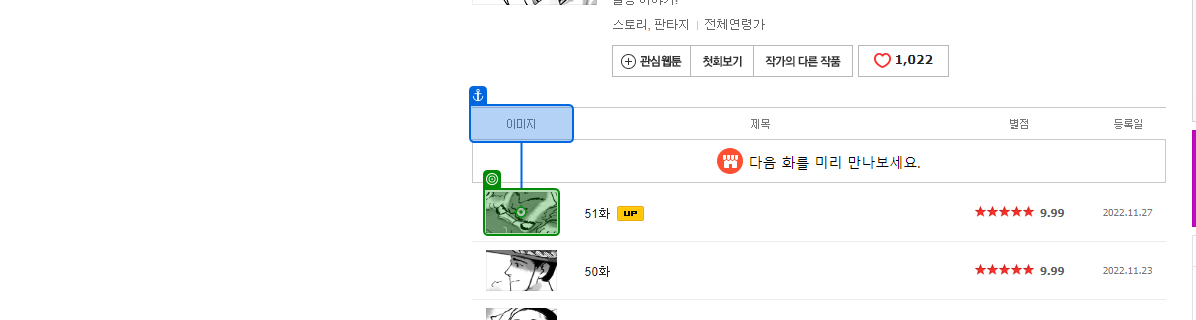 스토리, 판타지 | 전체연령가
관심웹툰 첫회보기 작가의 다른 작품 1,022
이미지 제목 별점 등록일
다음 화를 미리 만나보세요.
51화 UP ★★★★★ 9.99 2022.11.27
50화 ★★★★★ 9.99 2022.11.23